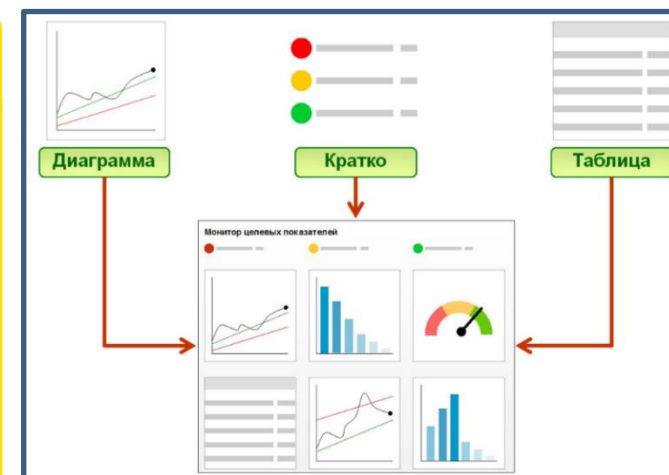 Диаграмма
Кратко
Таблица
Монитор целевых показателей